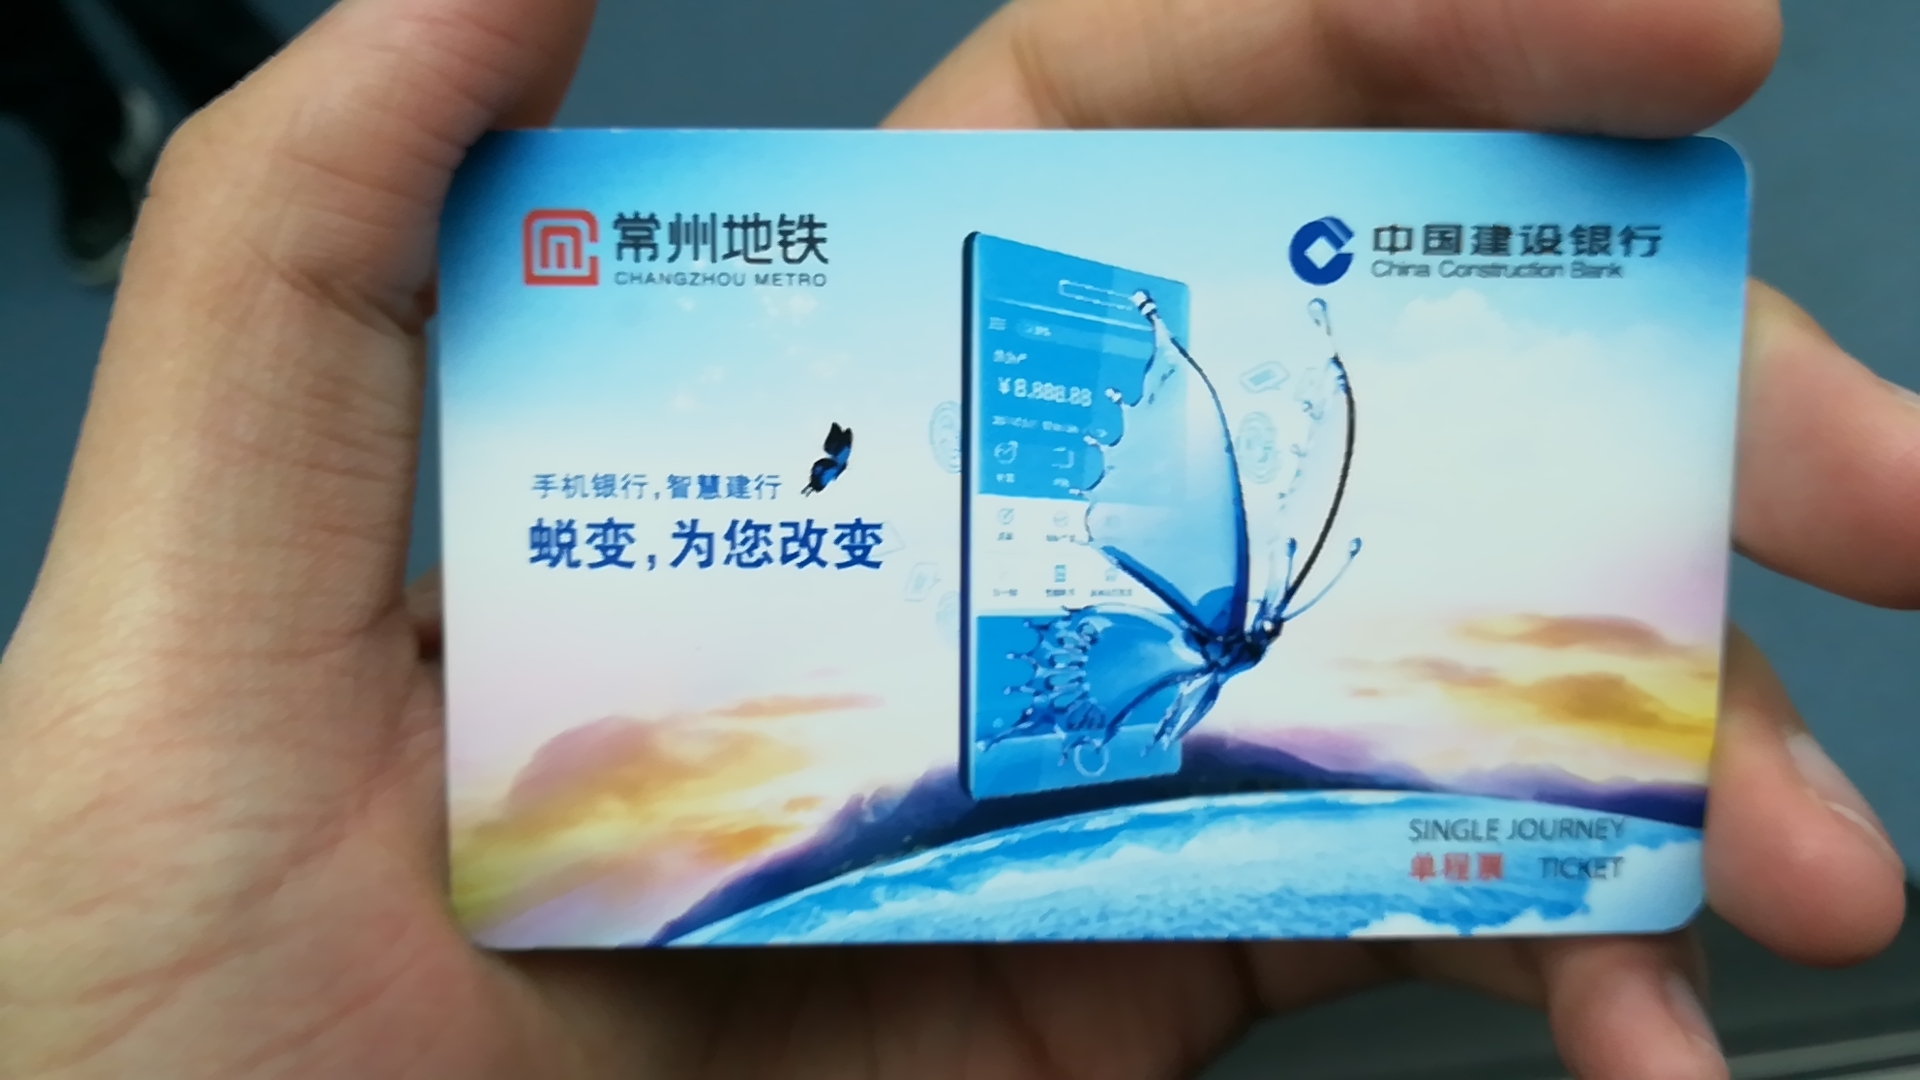 常州地铁
CHANGZHOU METRO
中国建设银行
China Construction Bank
¥8,888.88
手机银行,智慧建行
蜕变,为您改变
SINGLE JOURNEY
单程票 TICKET